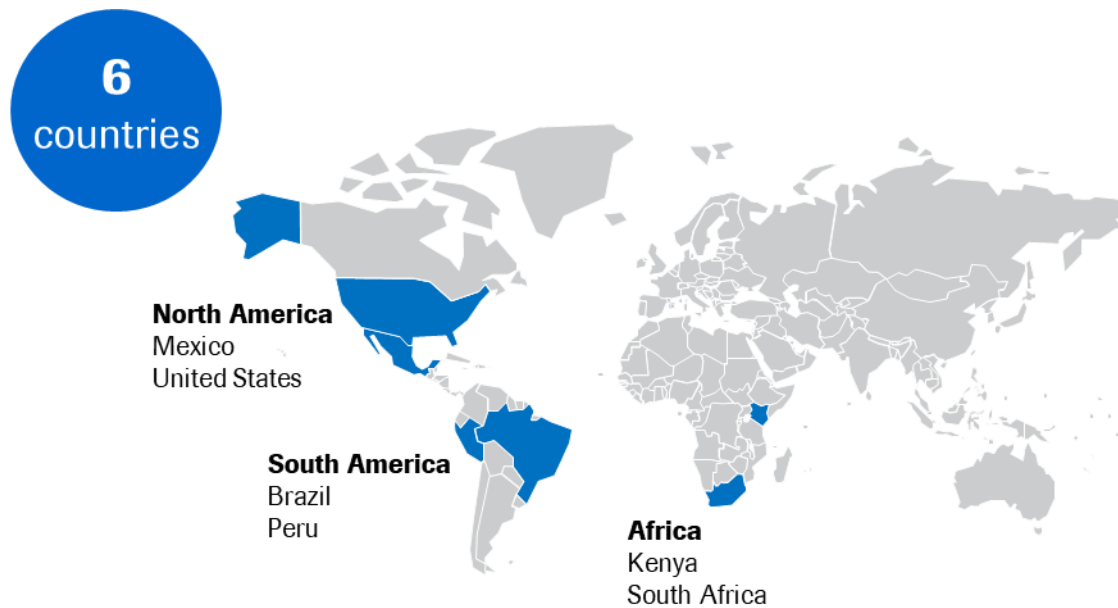 6
countries
North America
Mexico
United States
South America
Brazil
Peru
Africa
Kenya
South Africa